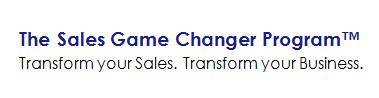 The Sales Game Changer Program™
Transform your Sales. Transform your Business.